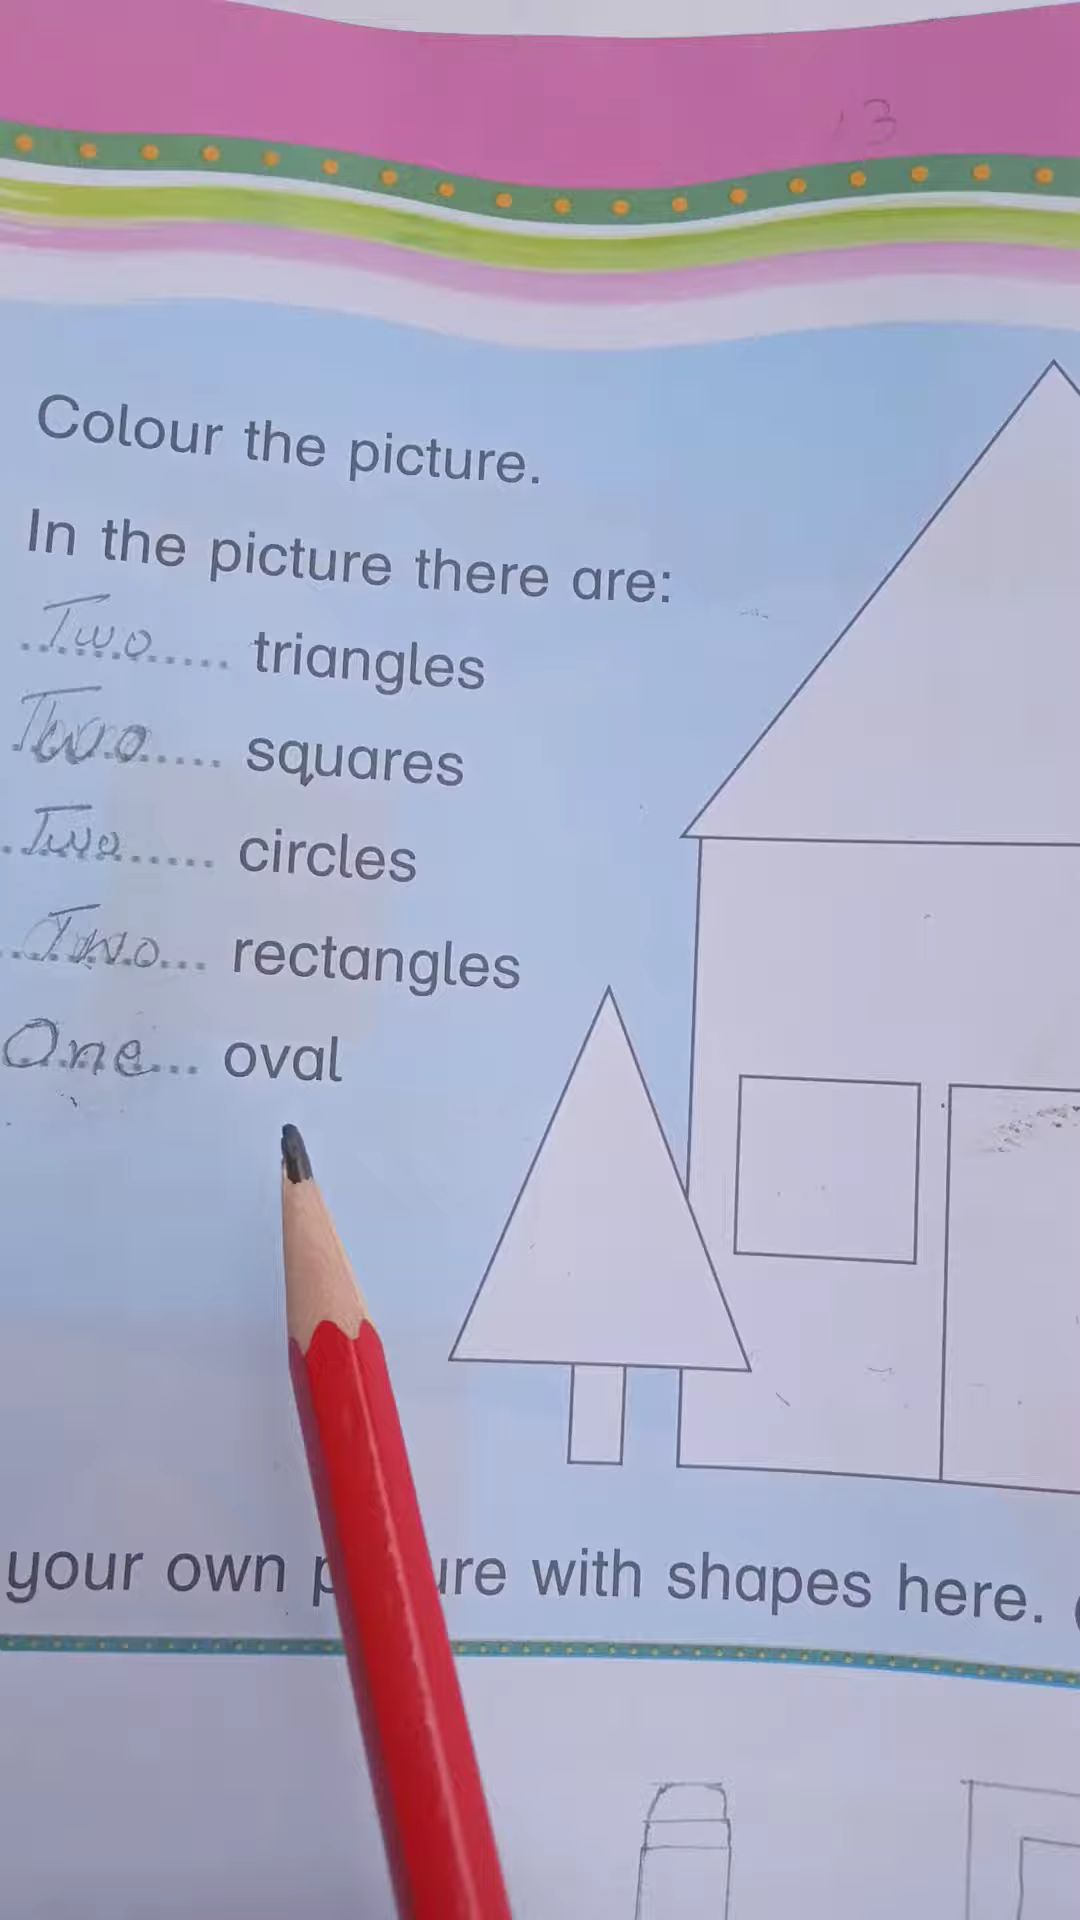 13
Colour the picture.
In the picture there are:
Two triangles
Two squares
Two circles
Two rectangles
One oval
your own with shapes here.